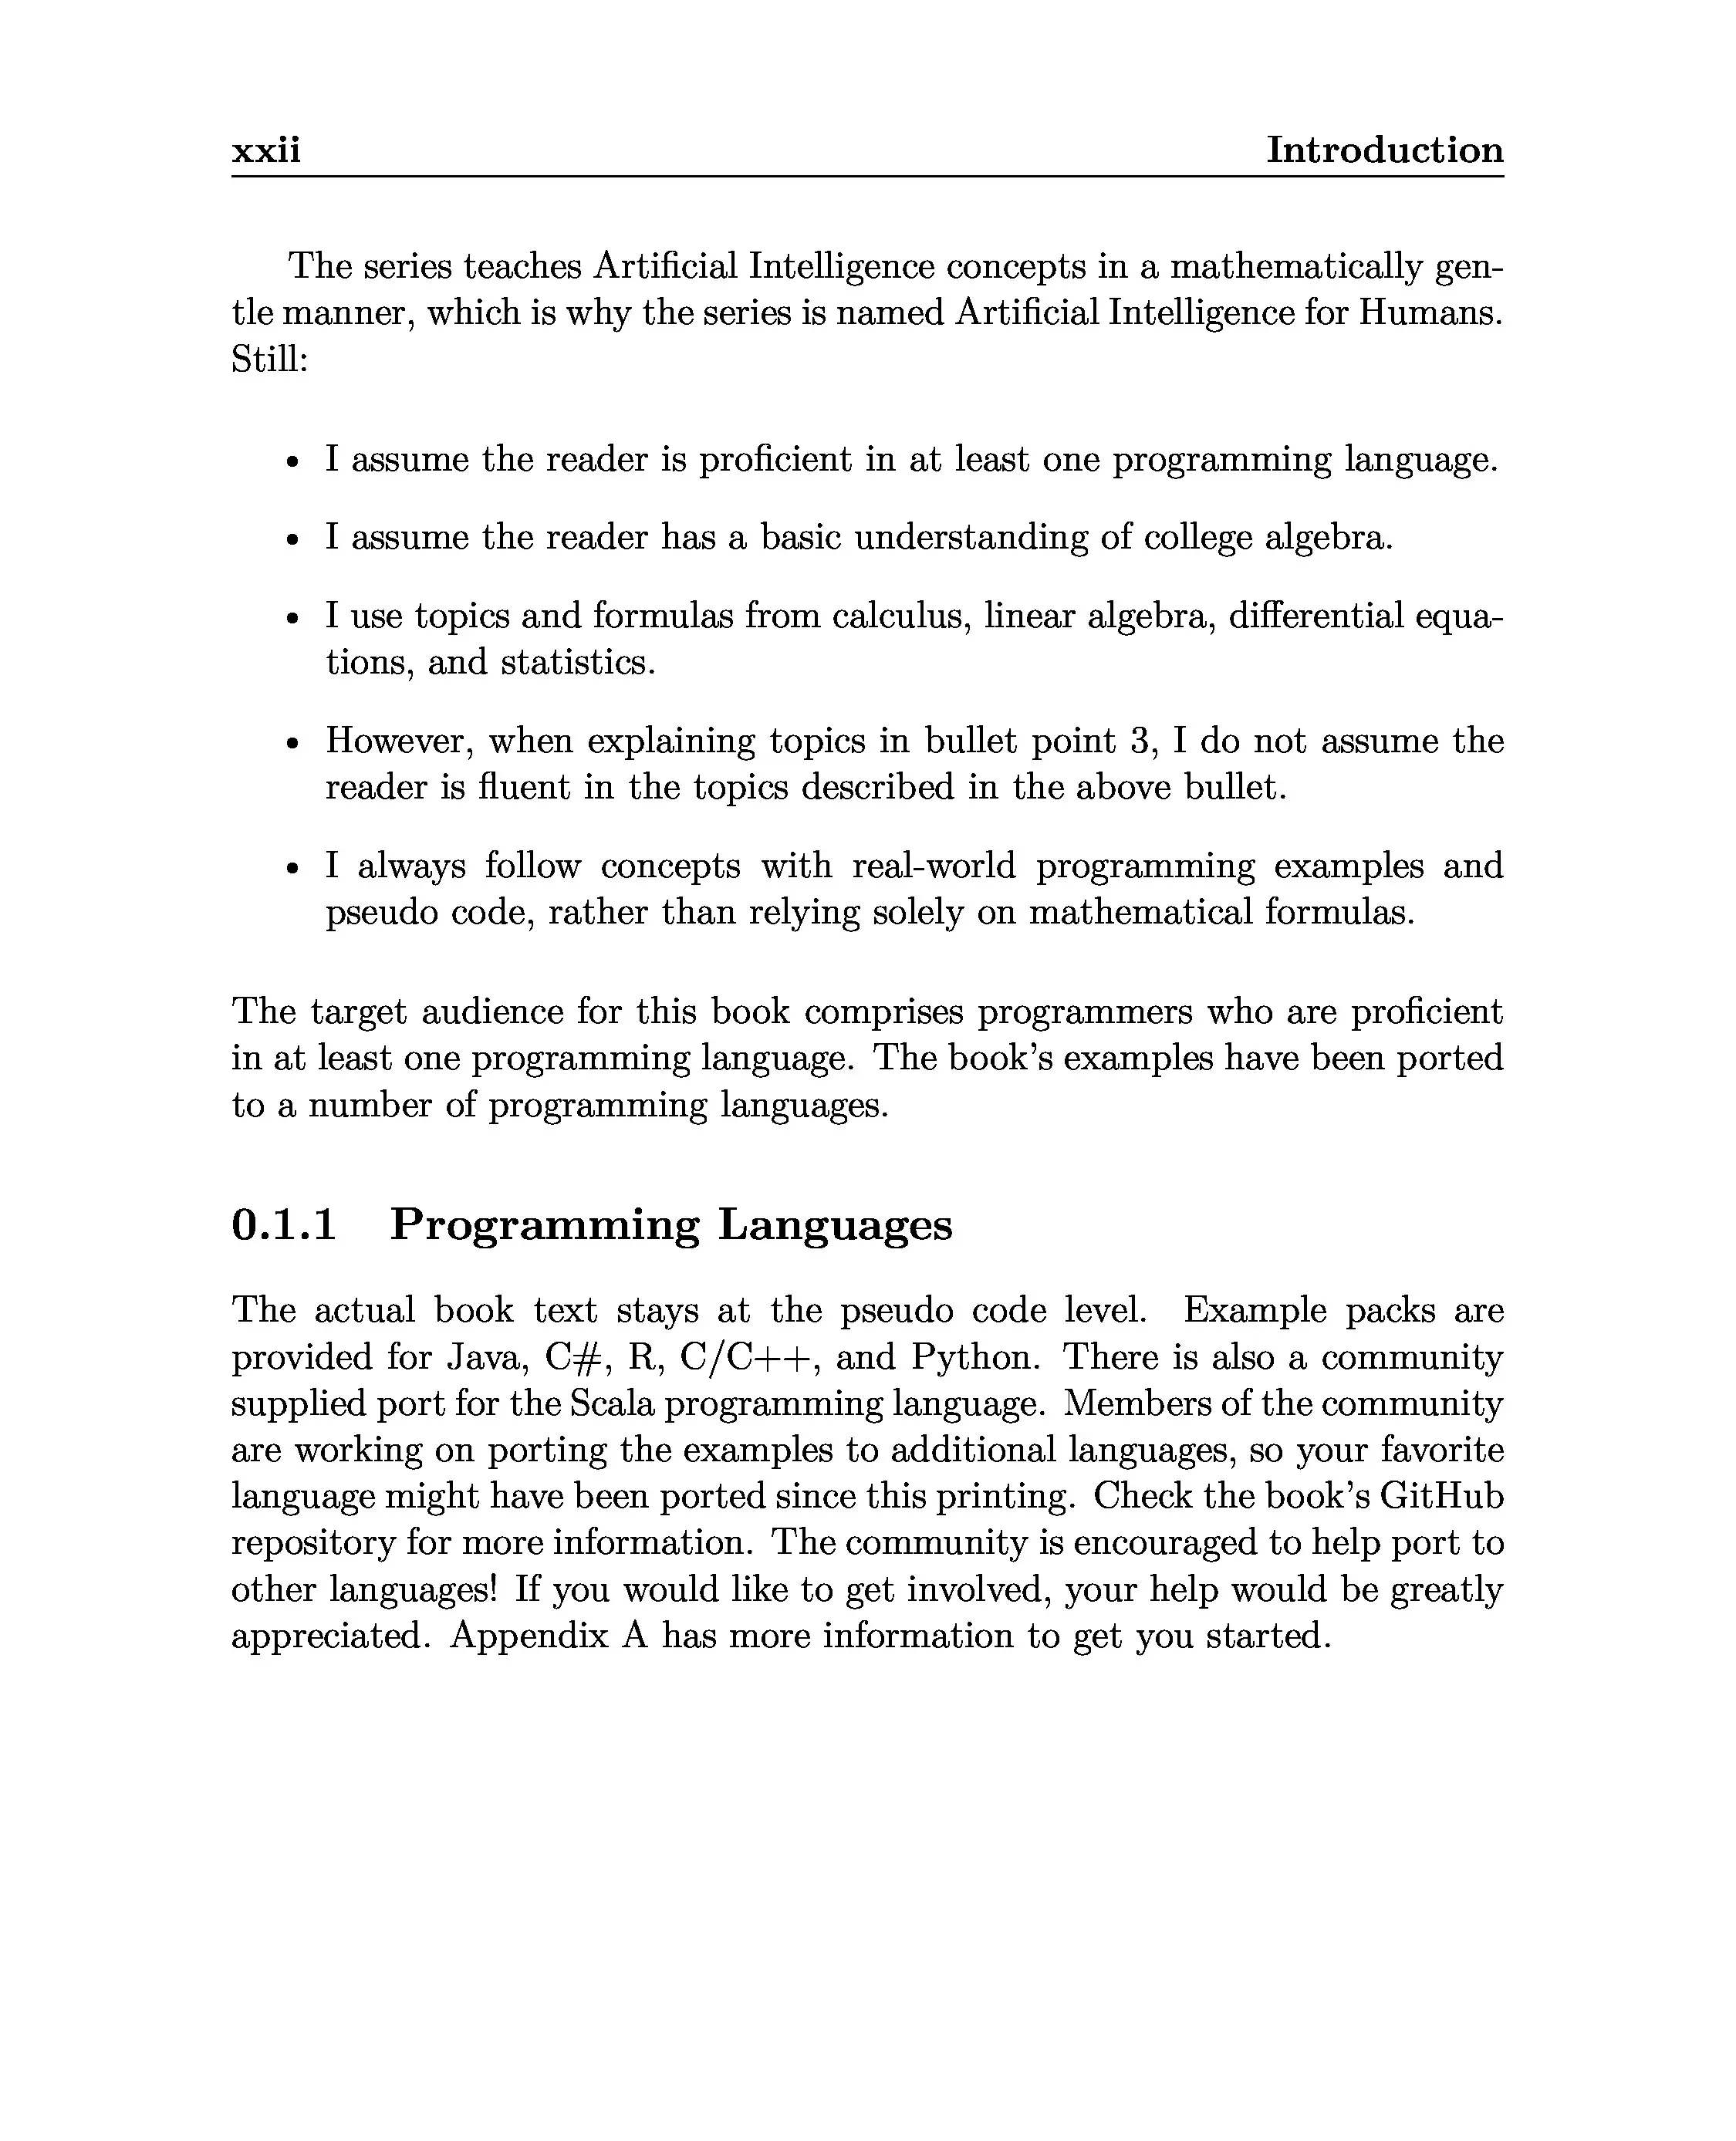 xxii Introduction
The series teaches Artificial Intelligence concepts in a mathematically gen-
tle manner, which is why the series is named Artificial Intelligence for Humans.
Still:
• I assume the reader is proficient in at least one programming language.
• I assume the reader has a basic understanding of college algebra.
• I use topics and formulas from calculus, linear algebra, differential equa-
tions, and statistics.
• However, when explaining topics in bullet point 3, I do not assume the
reader is fluent in the topics described in the above bullet.
• I always follow concepts with real-world programming examples and
pseudo code, rather than relying solely on mathematical formulas.
The target audience for this book comprises programmers who are proficient
in at least one programming language. The book's examples have been ported
to a number of programming languages.
0.1.1 Programming Languages
The actual book text stays at the pseudo code level. Example packs are
provided for Java, C#, R, C/C++, and Python. There is also a community
supplied port for the Scala programming language. Members of the community
are working on porting the examples to additional languages, so your favorite
language might have been ported since this printing. Check the book's GitHub
repository for more information. The community is encouraged to help port to
other languages! If you would like to get involved, your help would be greatly
appreciated. Appendix A has more information to get you started.